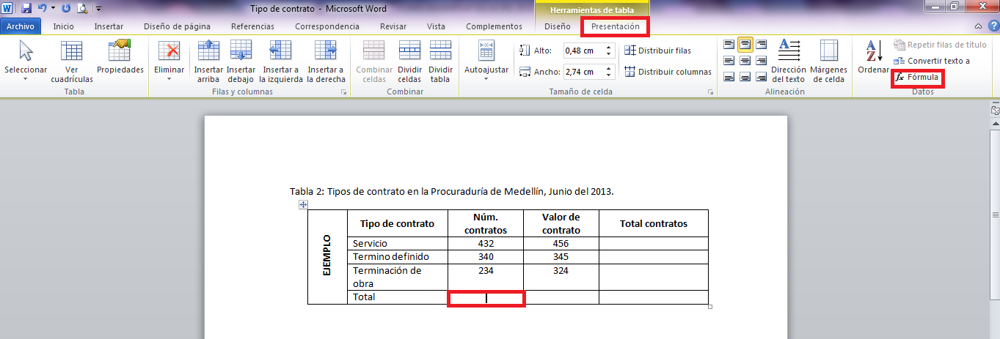 Tipo de contrato - Microsoft Word
Herramientas de tabla
Archivo Inicio Insertar Diseño de página Referencias Correspondencia Revisar Vista Complementos Diseño Presentación
Seleccionar
Ver cuadrículas
Propiedades
Tabla
Eliminar
Insertar arriba
Insertar debajo
Insertar a la izquierda
Insertar a la derecha
Filas y columnas
Combinar celdas
Dividir celdas
Dividir tabla
Combinar
Autoajustar
Alto: 0,48 cm
Ancho: 2,74 cm
Distribuir filas
Distribuir columnas
Tamaño de celda
Dirección del texto
Márgenes de celda
Alineación
Ordenar
Repetir filas de título
Convertir texto a
Fórmula
Datos
Tabla 2: Tipos de contrato en la Procuraduría de Medellín, Junio del 2013.
EJEMPLO
Tipo de contrato Núm. contratos Valor de contrato Total contratos
Servicio 432 456
Termino definido 340 345
Terminación de obra 234 324
Total